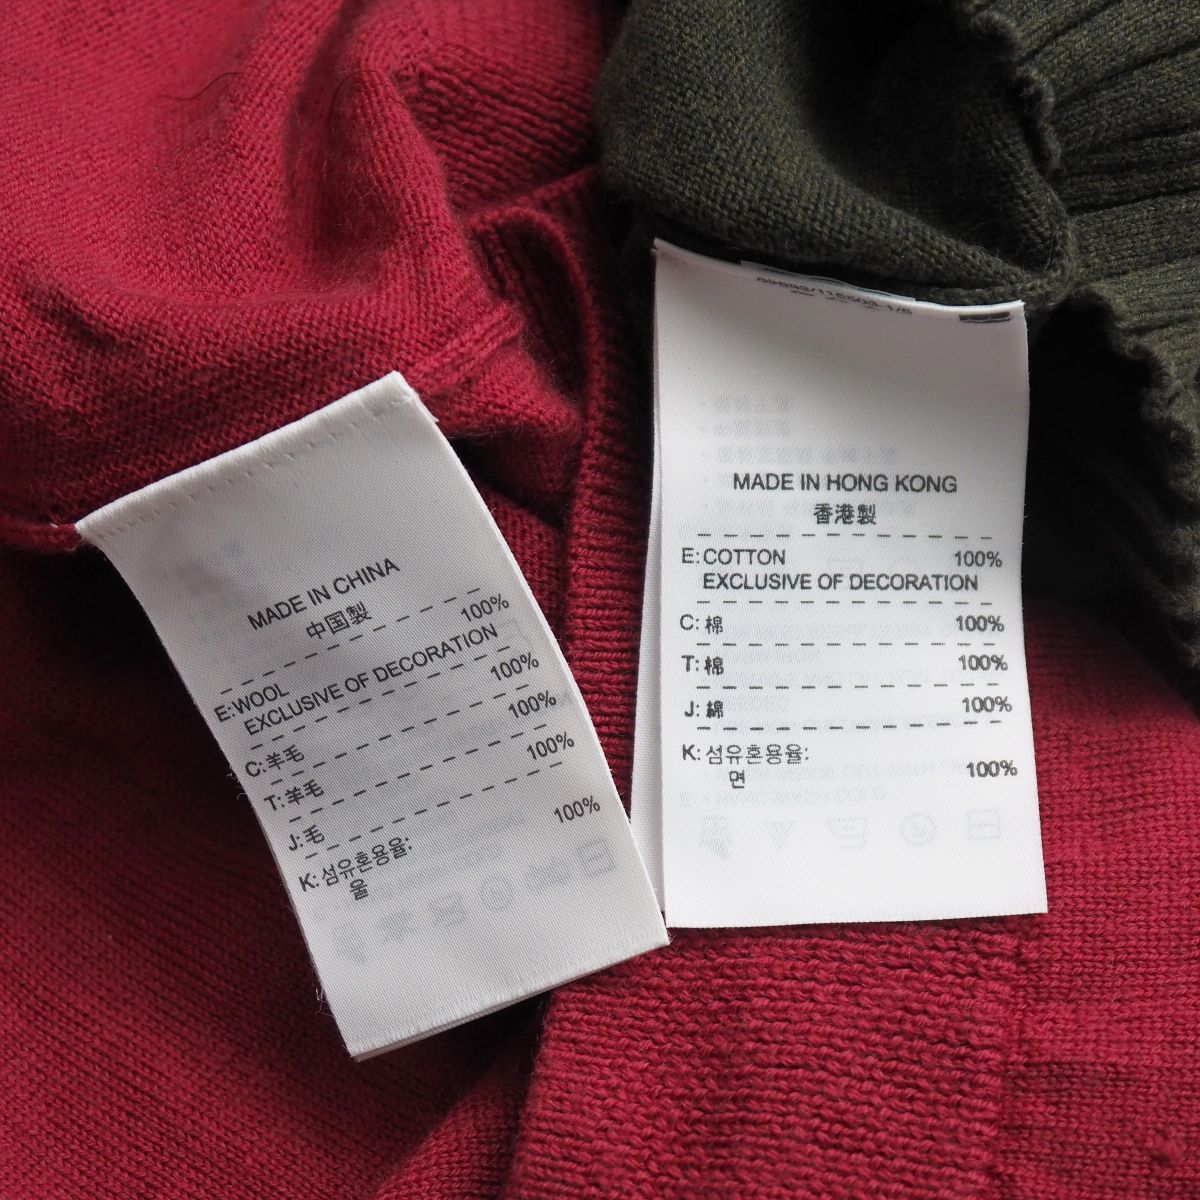 MADE IN CHINA
中国製
E:WOOL 100%
EXCLUSIVE OF DECORATION
C:羊毛 100%
T:羊毛 100%
J:毛 100%
K:섬유혼용율:
울 100%
MADE IN HONG KONG
香港製
E:COTTON 100%
EXCLUSIVE OF DECORATION
C:棉 100%
T:棉 100%
J:綿 100%
K:섬유혼용율:
면 100%